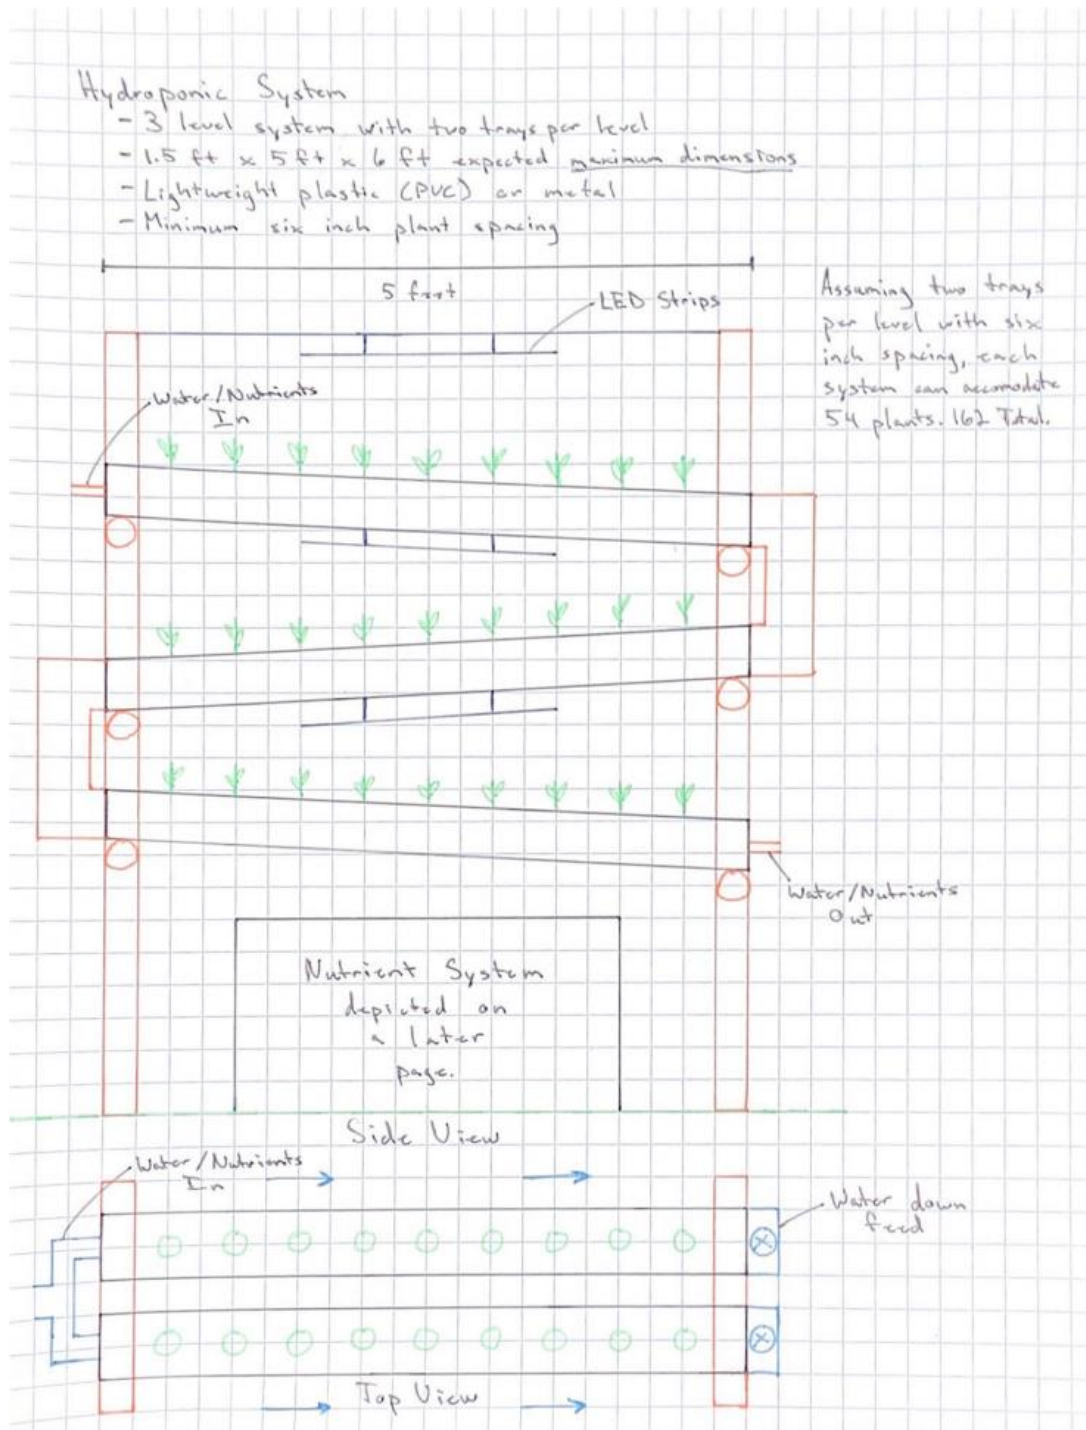 Hydroponic System
- 3 level system with two trays per level
- 1.5 ft x 5 ft x 6 ft expected maximum dimensions
- Lightweight plastic (PVC) or metal
- Minimum six inch plant spacing
5 feet
LED Strips
Assuming two trays
per level with six
inch spacing, each
system can accomodate
54 plants. 162 Total.
Water/Nutrients
In
Water/Nutrients
Out
Nutrient System
depicted on
a later
page.
Side View
Water/Nutrients
In
Water down
feed
Top View